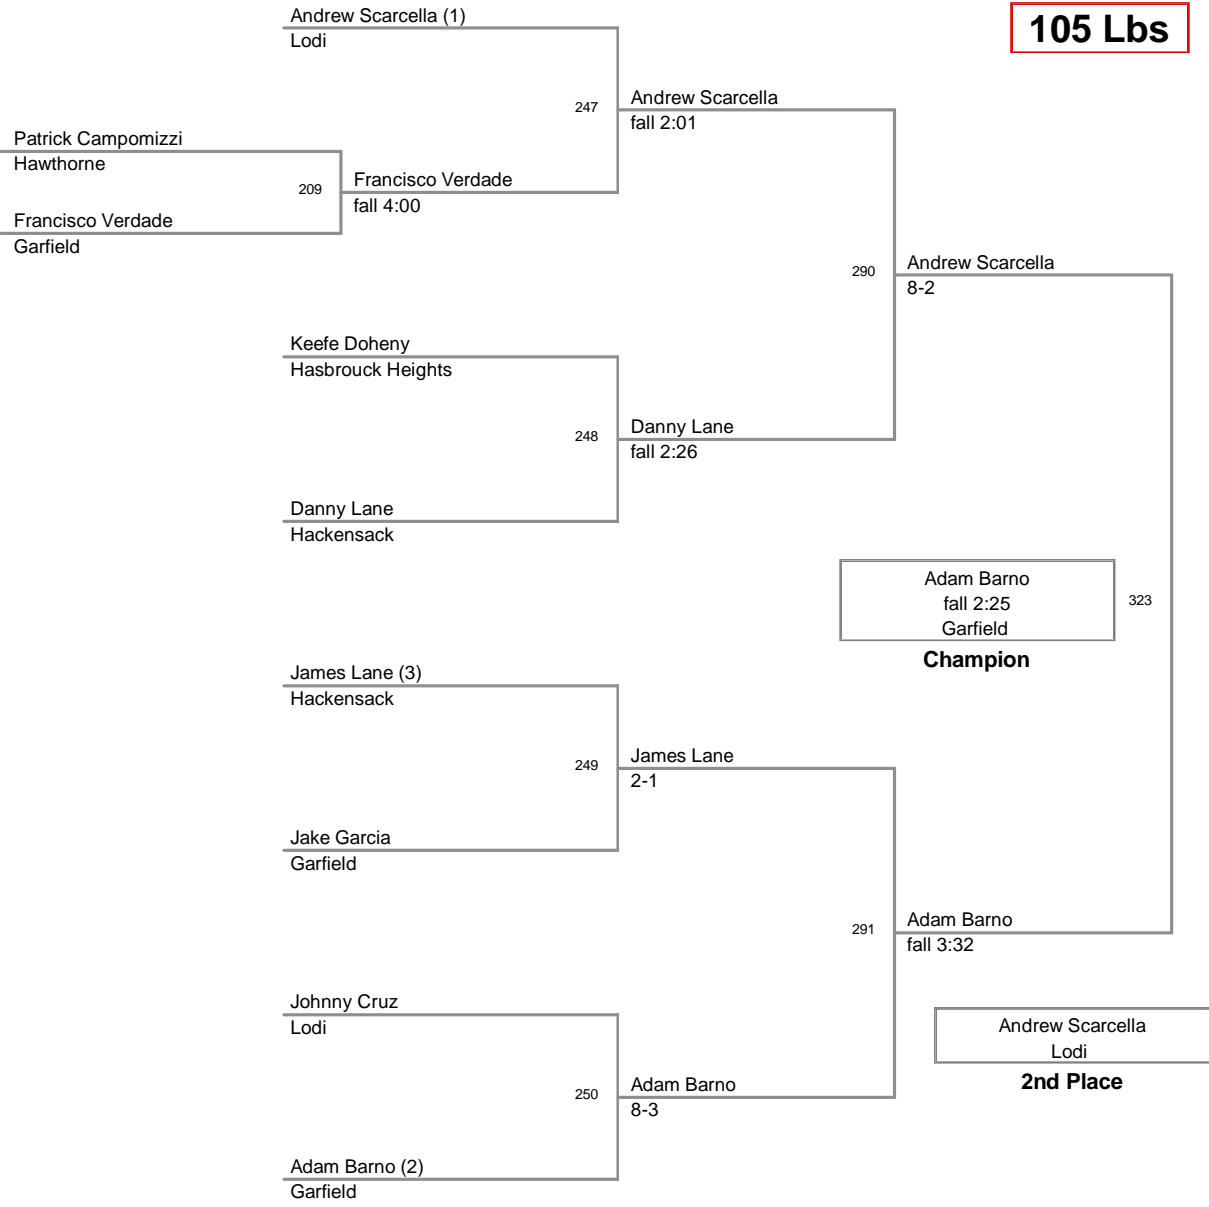 Andrew Scarcella (1)
Lodi
105 Lbs
247
Andrew Scarcella
fall 2:01
Patrick Campomizzi
Hawthorne
209
Francisco Verdade
fall 4:00
Francisco Verdade
Garfield
290
Andrew Scarcella
8-2
Keefe Doheny
Hasbrouck Heights
248
Danny Lane
fall 2:26
Danny Lane
Hackensack
Adam Barno
fall 2:25
Garfield
323
Champion
James Lane (3)
Hackensack
249
James Lane
2-1
Jake Garcia
Garfield
291
Adam Barno
fall 3:32
Johnny Cruz
Lodi
Andrew Scarcella
Lodi
2nd Place
250
Adam Barno
8-3
Adam Barno (2)
Garfield